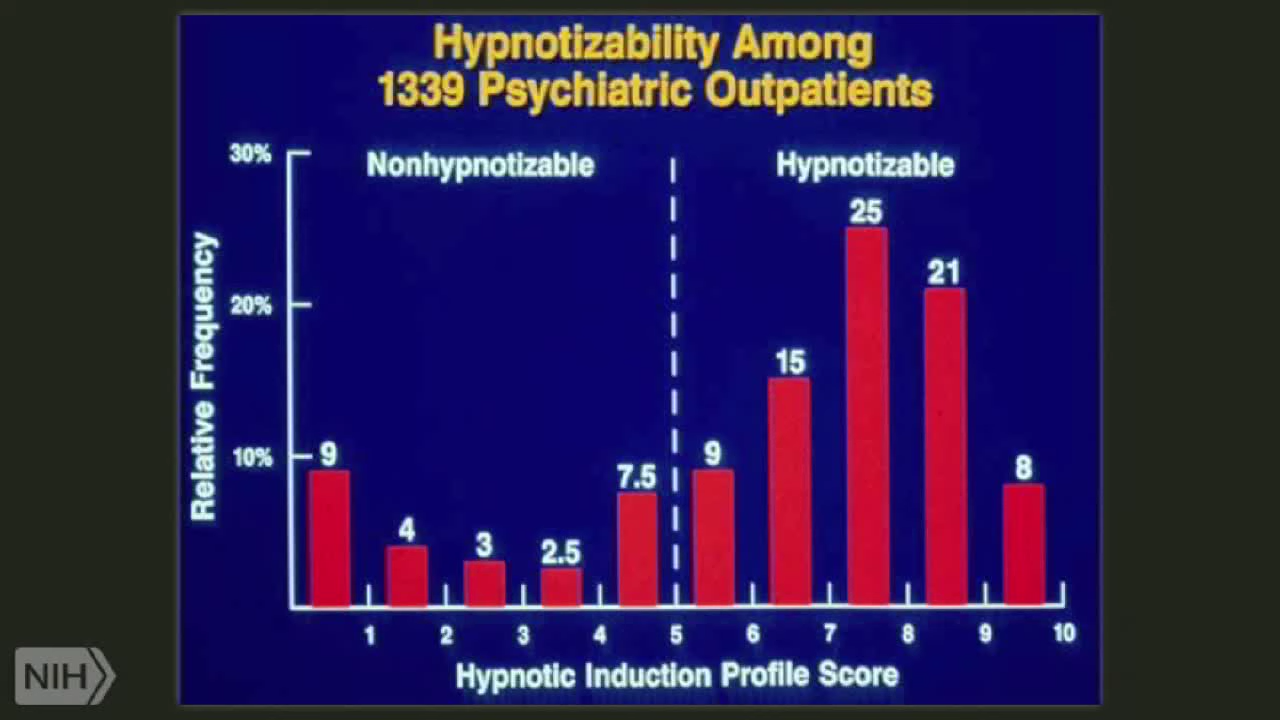 Hypnotizability Among
1339 Psychiatric Outpatients
30%
Nonhypnotizable
Hypnotizable
25
21
20%
15
10%
9
4
3
2.5
7.5
9
8
Relative Frequency
1 2 3 4 5 6 7 8 9 10
Hypnotic Induction Profile Score
NIH